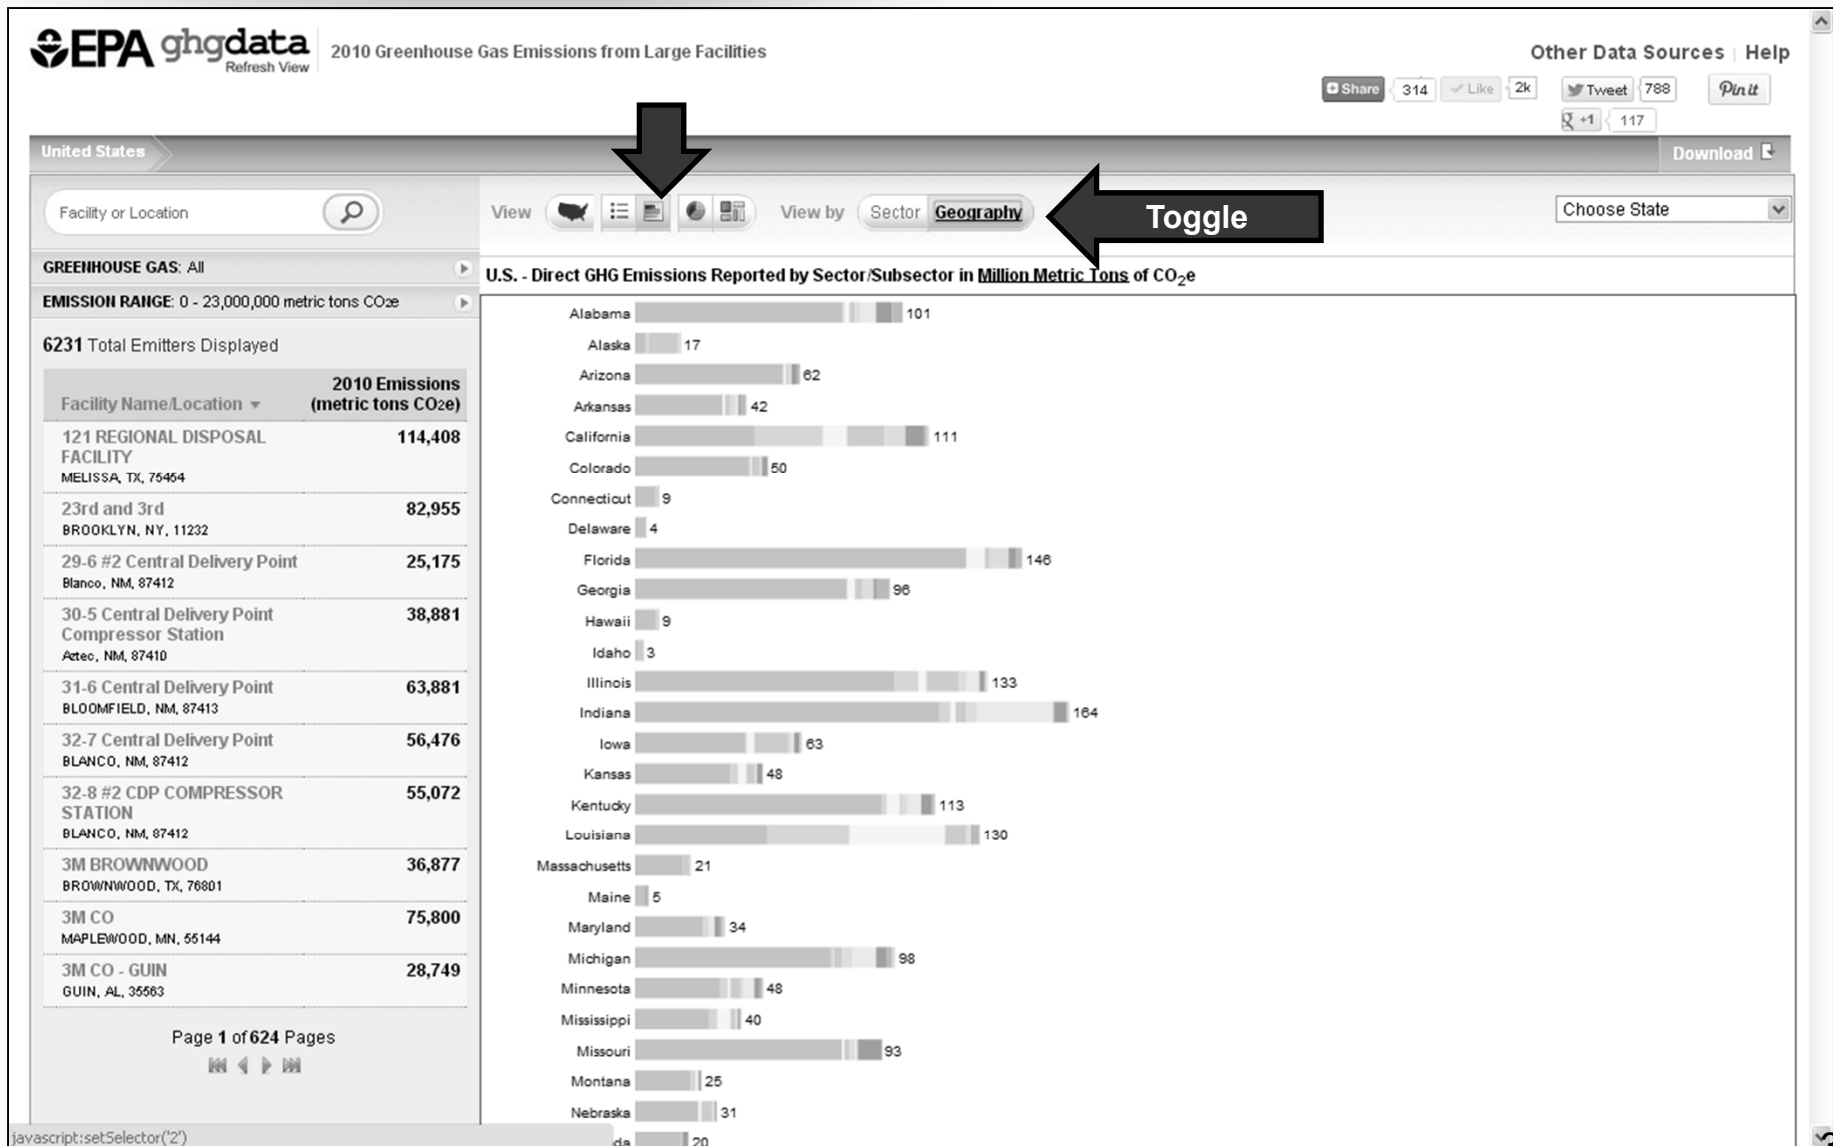 EPA ghgdata
Refresh View
2010 Greenhouse Gas Emissions from Large Facilities
Other Data Sources | Help
Share 314 Like 2k Tweet 788 Pin it
+1 117
United States
Download
Facility or Location
View
View by Sector Geography
Toggle
Choose State
GREENHOUSE GAS: All
EMISSION RANGE: 0 - 23,000,000 metric tons CO2e
6231 Total Emitters Displayed
Facility Name/Location
2010 Emissions
(metric tons CO2e)
121 REGIONAL DISPOSAL
FACILITY
MELISSA, TX, 75454
114,408
23rd and 3rd
BROOKLYN, NY, 11232
82,955
29-6 #2 Central Delivery Point
Blanco, NM, 87412
25,175
30-5 Central Delivery Point
Compressor Station
Aztec, NM, 87410
38,881
31-6 Central Delivery Point
BLOOMFIELD, NM, 87413
63,881
32-7 Central Delivery Point
BLANCO, NM, 87412
56,476
32-8 #2 CDP COMPRESSOR
STATION
BLANCO, NM, 87412
55,072
3M BROWNWOOD
BROWNWOOD, TX, 76801
36,877
3M CO
MAPLEWOOD, MN, 55144
75,800
3M CO - GUIN
GUIN, AL, 35563
28,749
Page 1 of 624 Pages
javascript:setSelector('2')
U.S. - Direct GHG Emissions Reported by Sector/Subsector in Million Metric Tons of CO2e
Alabama 101
Alaska 17
Arizona 62
Arkansas 42
California 111
Colorado 50
Connecticut 9
Delaware 4
Florida 146
Georgia 96
Hawaii 9
Idaho 3
Illinois 133
Indiana 164
Iowa 63
Kansas 48
Kentucky 113
Louisiana 130
Massachusetts 21
Maine 5
Maryland 34
Michigan 98
Minnesota 48
Mississippi 40
Missouri 93
Montana 25
Nebraska 31
da 20